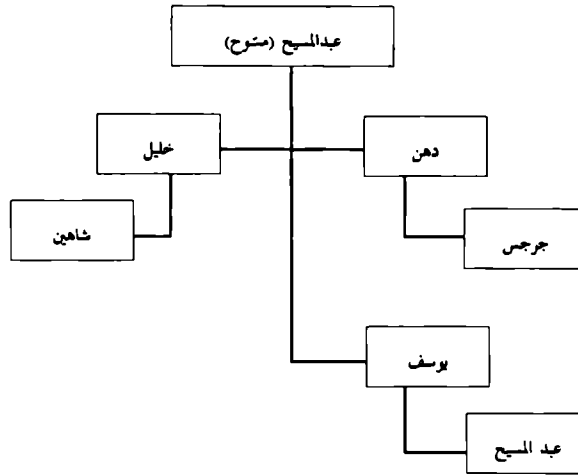 عبدالمسيح (متوح)
دهن
خليل
جرجس
شاهين
يوسف
عبد المسيح